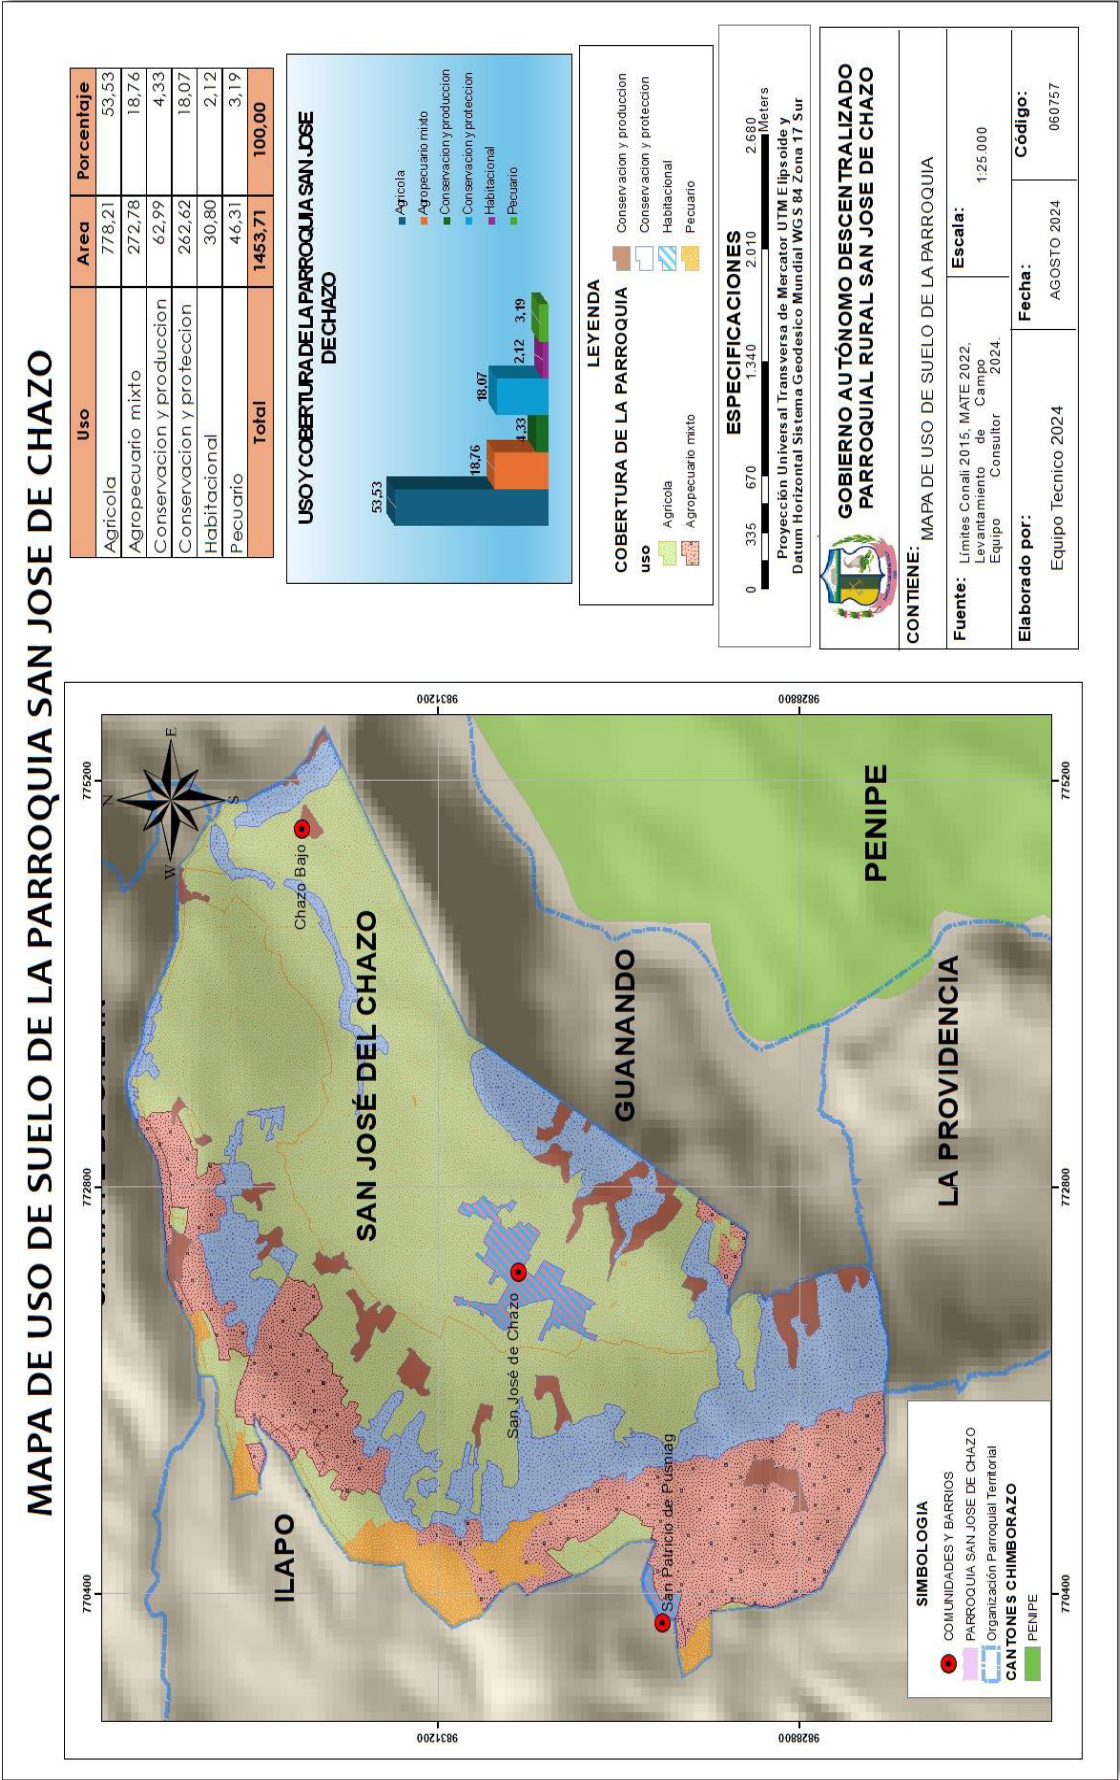 MAPA DE USO DE SUELO DE LA PARROQUIA SAN JOSE DE CHAZO
775200
772800
770400
9831200
9828800
N
E
S
W
Chazo Bajo
SAN JOSÉ DEL CHAZO
San José de Chazo
San Patricio de Pusniag
ILAPO
GUANANDO
PENIPE
LA PROVIDENCIA
9831200
9828800
775200
772800
770400
SIMBOLOGIA
COMUNIDADES Y BARRIOS
PARROQUIA SAN JOSE DE CHAZO
Organización Parroquial Territorial
CANTONES CHIMBORAZO
PENIPE
Uso Area Porcentaje
Agricola 778,21 53,53
Agropecuario mixto 272,78 18,76
Conservacion y produccion 62,99 4,33
Conservacion y proteccion 262,62 18,07
Habitacional 30,80 2,12
Pecuario 46,31 3,19
Total 1453,71 100,00
USO Y COBERTURA DE LA PARROQUIA SAN JOSE
DECHAZO
53,53
18,76
4,33
18,07
2,12
3,19
Agricola
Agropecuario mixto
Conservacion y produccion
Conservacion y proteccion
Habitacional
Pecuario
LEYENDA
COBERTURA DE LA PARROQUIA
uso
Agricola
Agropecuario mixto
Conservacion y produccion
Conservacion y proteccion
Habitacional
Pecuario
ESPECIFICACIONES
0 335 670 1.340 2.010 2.680
Meters
Proyección Universal Transversa de Mercator UTM Elipsoide y
Datum Horizontal Sistema Geodesico Mundial WGS 84 Zona 17 Sur
GOBIERNO AUTÓNOMO DESCENTRALIZADO
PARROQUIAL RURAL SAN JOSE DE CHAZO
CONTIENE:
MAPA DE USO DE SUELO DE LA PARROQUIA
Fuente: Límites Conali 2015, MATE 2022.
Levantamiento de Campo
Equipo Consultor 2024.
Escala:
1:25.000
Elaborado por:
Equipo Tecnico 2024
Fecha:
AGOSTO 2024
Código:
060757